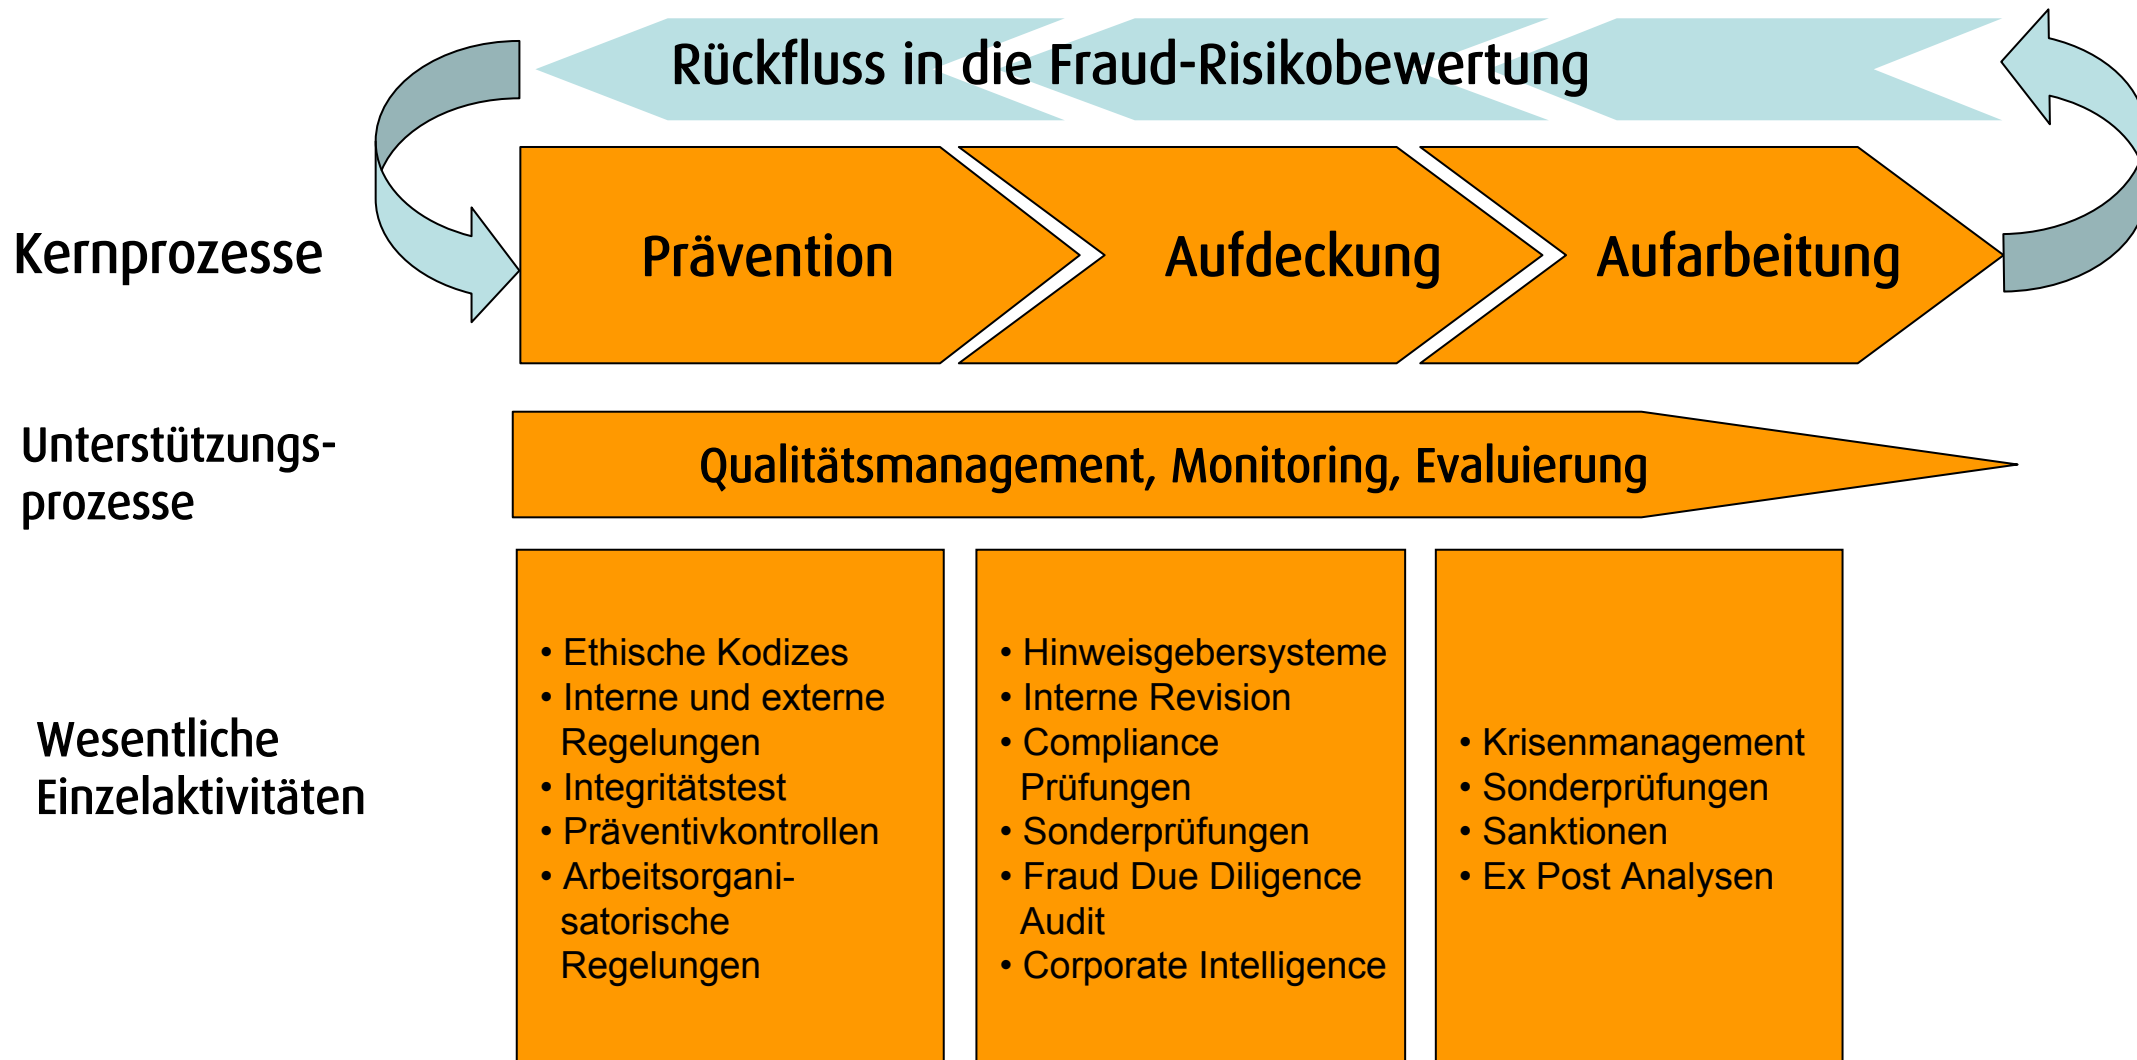 Rückfluss in die Fraud-Risikobewertung
Kernprozesse
Prävention
Aufdeckung
Aufarbeitung
Unterstützungs-
prozesse
Qualitätsmanagement, Monitoring, Evaluierung
Wesentliche
Einzelaktivitäten
• Ethische Kodizes
• Interne und externe
Regelungen
• Integritätstest
• Präventivkontrollen
• Arbeitsorgani-
satorische
Regelungen
• Hinweisgebersysteme
• Interne Revision
• Compliance
Prüfungen
• Sonderprüfungen
• Fraud Due Diligence
Audit
• Corporate Intelligence
• Krisenmanagement
• Sonderprüfungen
• Sanktionen
• Ex Post Analysen